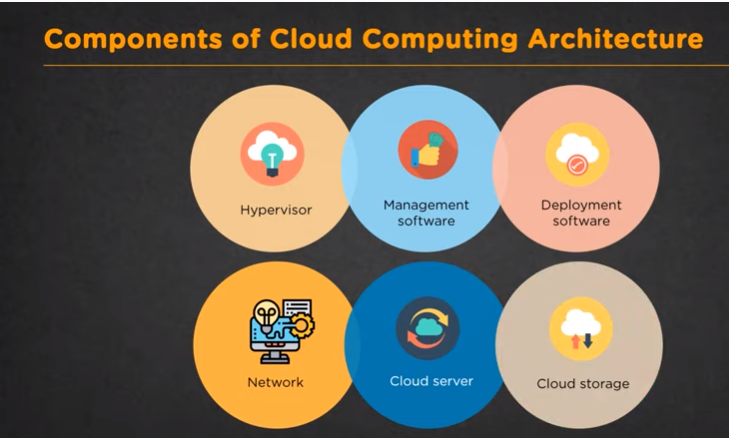 Components of Cloud Computing Architecture
Hypervisor
Management
software
Deployment
software
Network
Cloud server
Cloud storage